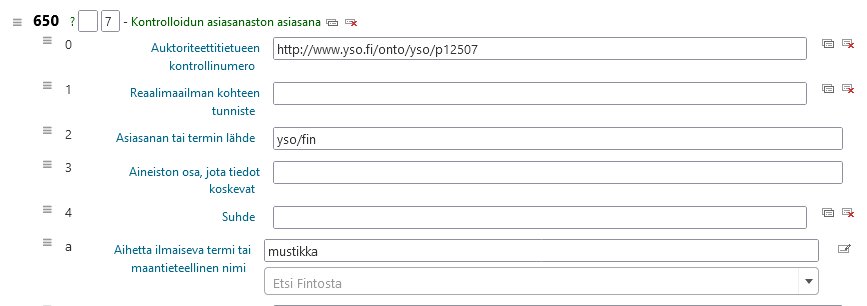 650 ? 7 - Kontrolloidun asiasanaston asiasana
0 Auktoriteettitietueen kontrollinumero http://www.yso.fi/onto/yso/p12507
1 Reaalimaailman kohteen tunniste
2 Asiasanan tai termin lähde yso/fin
3 Aineiston osa, jota tiedot koskevat
4 Suhde
a Aihetta ilmaiseva termi tai maantieteellinen nimi mustikka
Etsi Fintosta